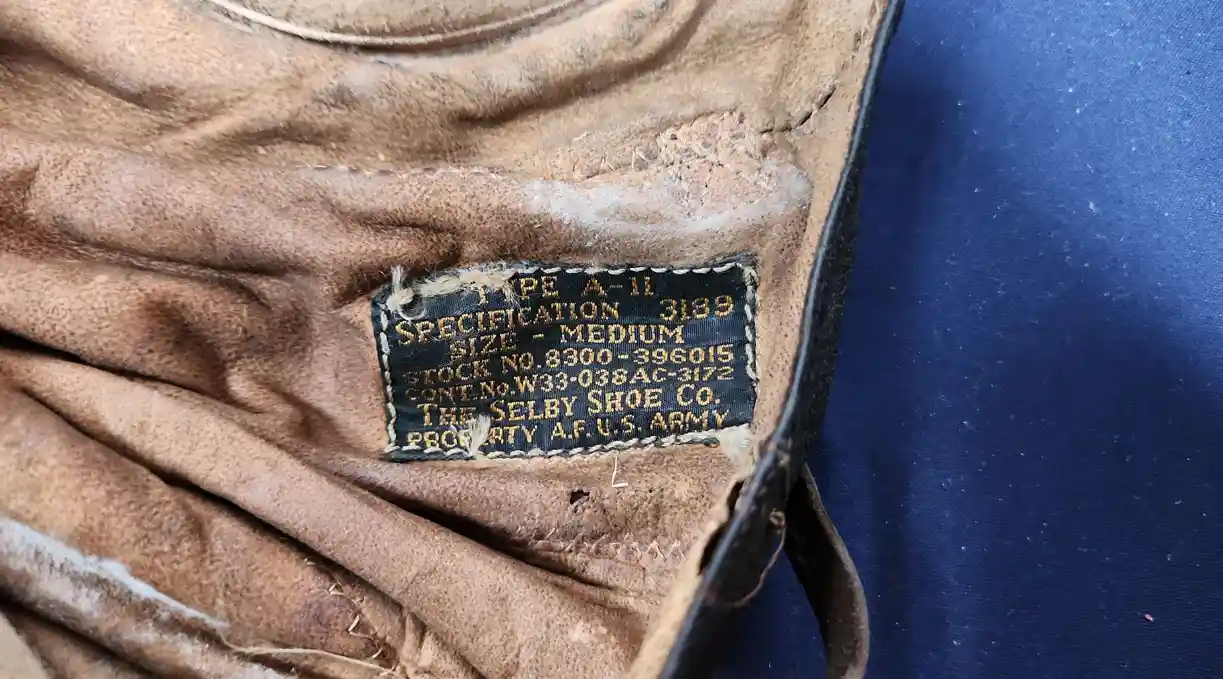 TYPE A-11
SPECIFICATION 3189
SIZE - MEDIUM
STOCK NO. 8300-396015
CONT. No. W33-038AC-3172
THE SELBY SHOE CO.
PROPERTY A.F. U.S. ARMY